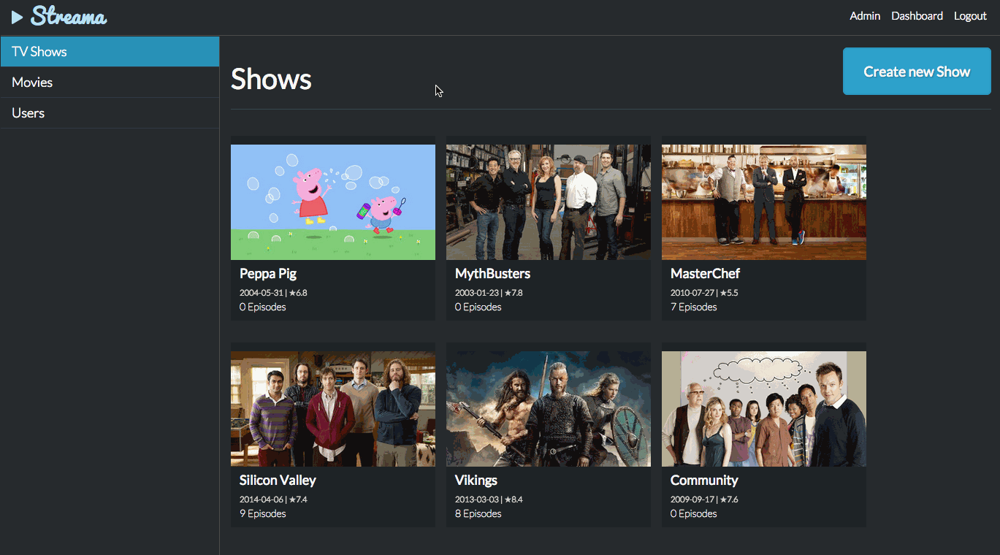 Streama
Admin Dashboard Logout
TV Shows
Movies
Users
Shows
Create new Show
Peppa Pig
2004-05-31 | ★6.8
0 Episodes
MythBusters
2003-01-23 | ★7.8
0 Episodes
MasterChef
2010-07-27 | ★5.5
7 Episodes
Silicon Valley
2014-04-06 | ★7.4
9 Episodes
Vikings
2013-03-03 | ★8.4
8 Episodes
Community
2009-09-17 | ★7.6
0 Episodes